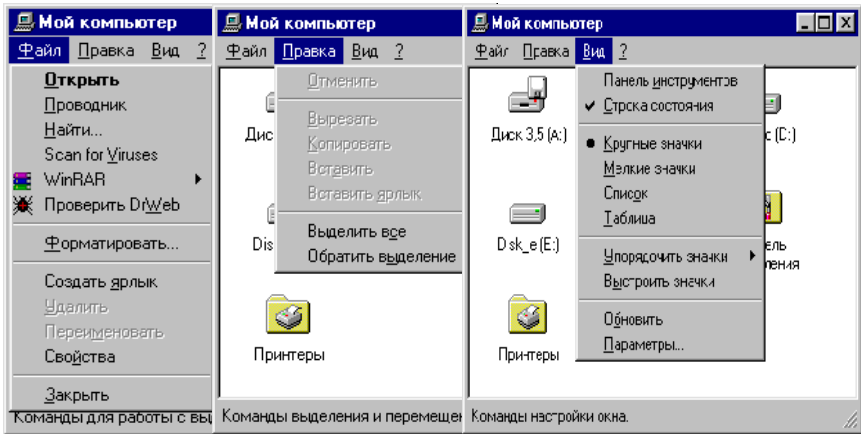 Мой компьютер
Файл Правка Вид ?
Открыть
Проводник
Найти...
Scan for Viruses
WinRAR
Проверить DrWeb
Форматировать...
Создать ярлык
Удалить
Переименовать
Свойства
Закрыть
Команды для работы с выд
Мой компьютер
Файл Правка Вид ?
Отменить
Вырезать
Копировать
Вставить
Вставить ярлык
Выделить все
Обратить выделение
Дис
Dis
Принтеры
Команды выделения и перемещен
Мой компьютер
Файл Правка Вид ?
Панель инструментов
Строка состояния
Крупные значки
Мелкие значки
Список
Таблица
Упорядочить значки
Выстроить значки
Обновить
Параметры...
Диск 3,5 (A:)
с (C:)
Dsk_e (E:)
ель
ления
Принтеры
Команды настройки окна.